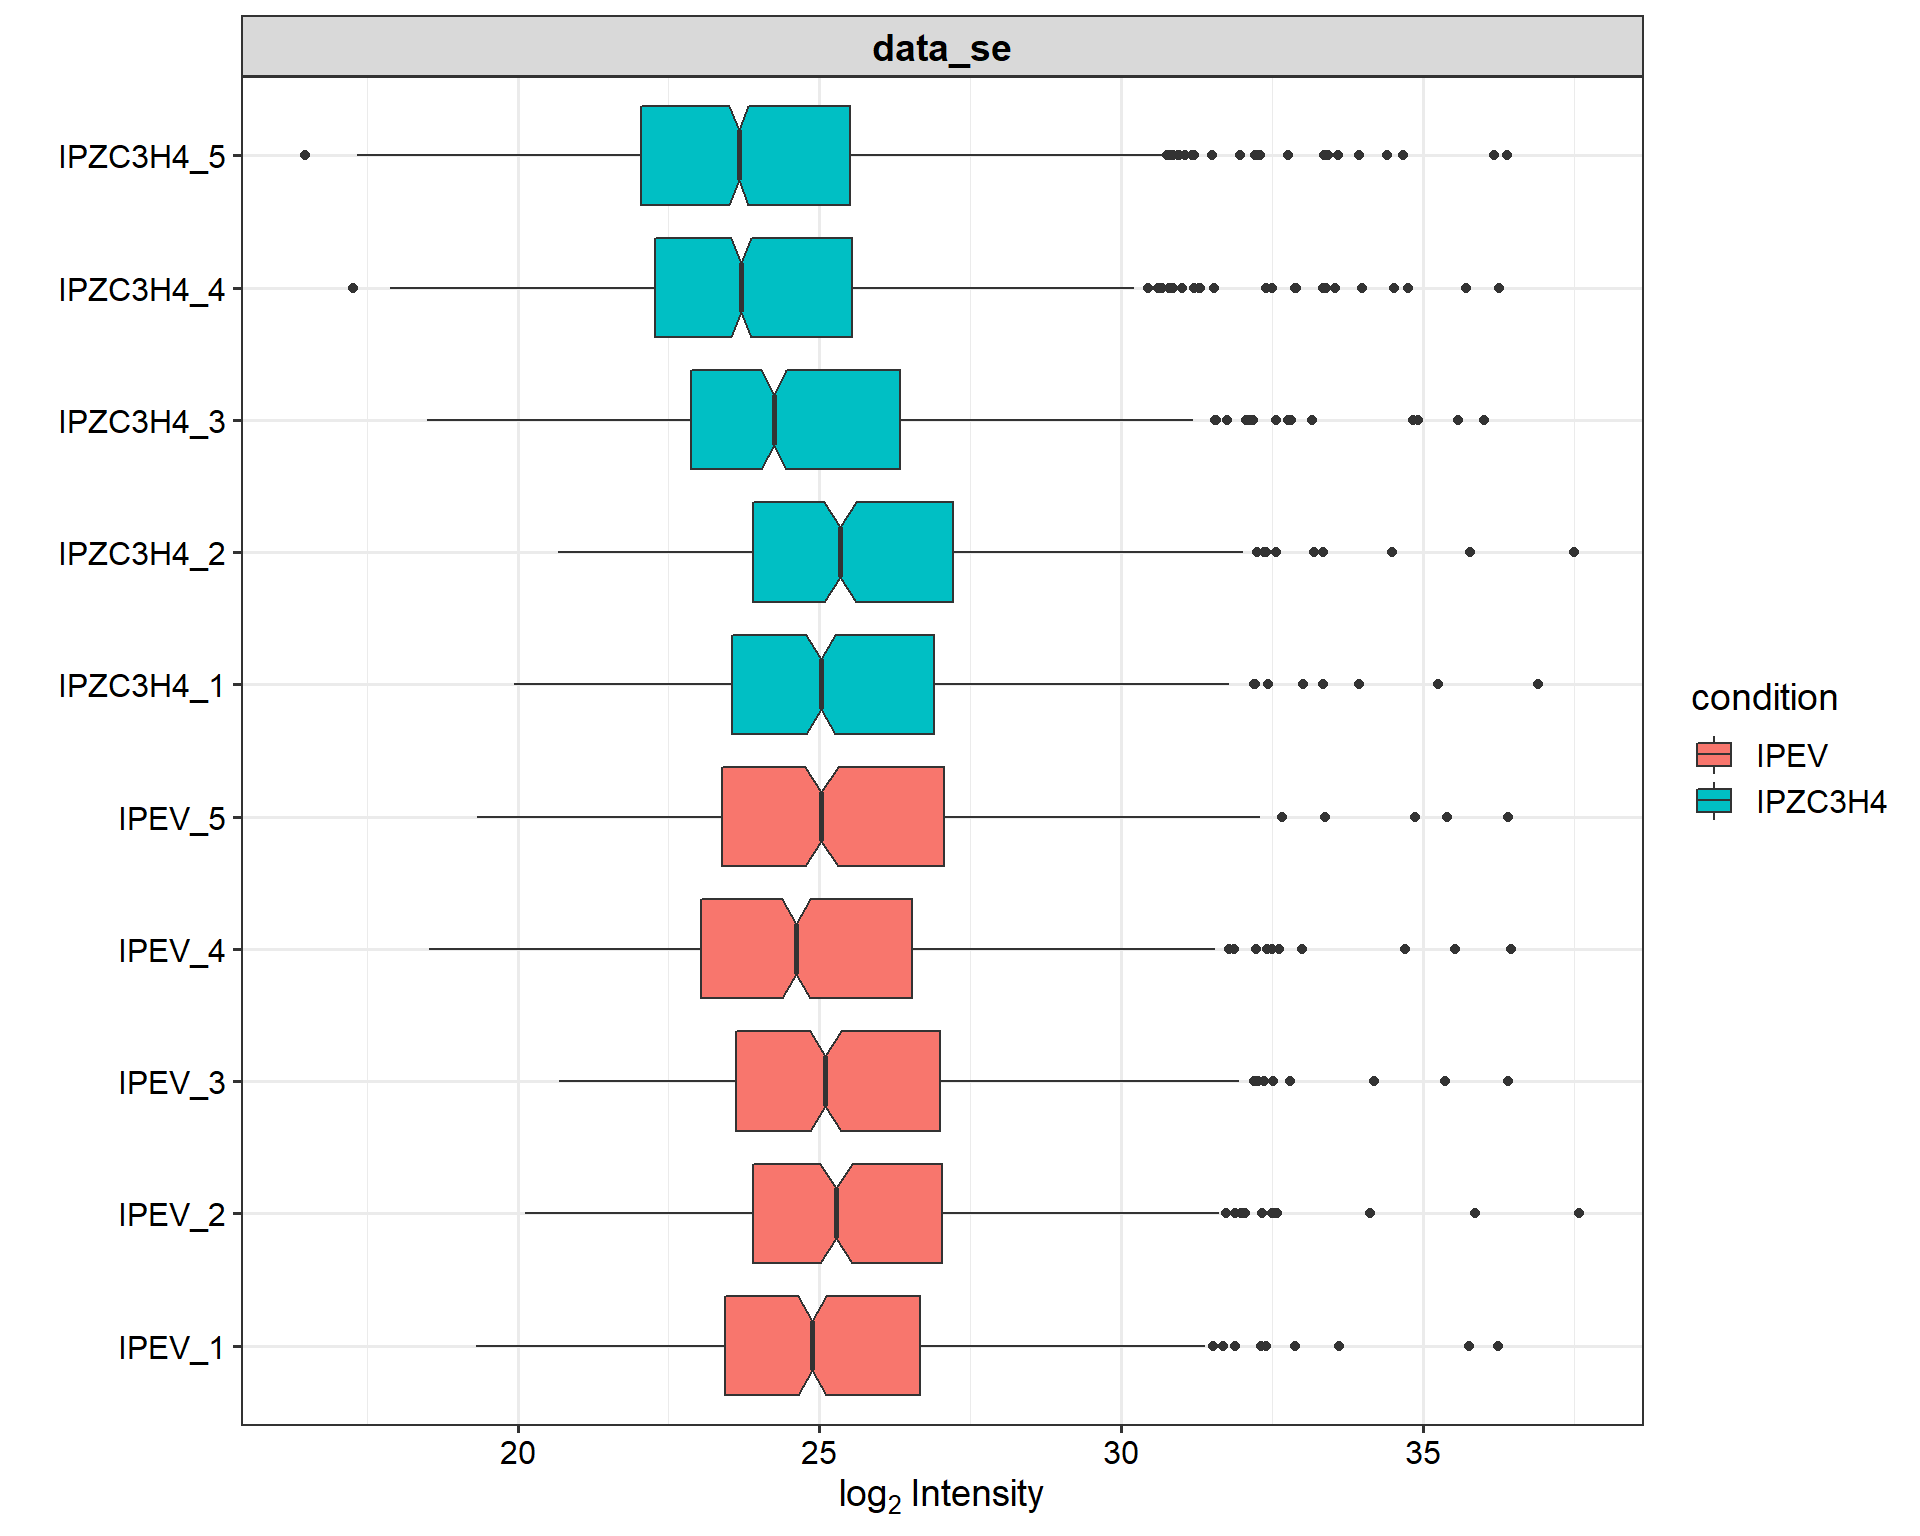 data_se
IPZC3H4_5
IPZC3H4_4
IPZC3H4_3
IPZC3H4_2
IPZC3H4_1
IPEV_5
IPEV_4
IPEV_3
IPEV_2
IPEV_1
20 25 30 35
log₂ Intensity
condition
IPEV
IPZC3H4